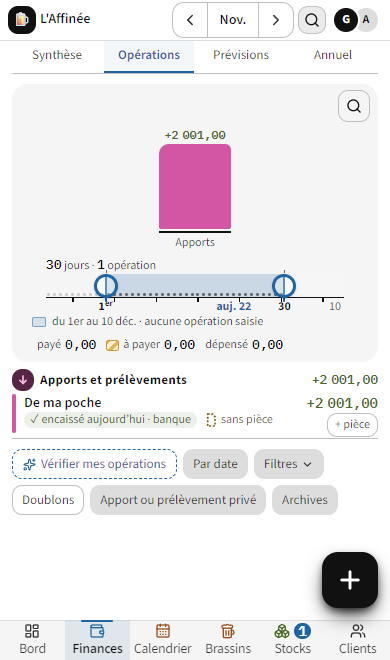 L'Affinée
Nov.
G
A
Synthèse
Opérations
Prévisions
Annuel
+2 001,00
Apports
30 jours · 1 opération
1er
auj. 22
30
10
du 1er au 10 déc. · aucune opération saisie
payé 0,00
à payer 0,00
dépensé 0,00
Apports et prélèvements
+2 001,00
De ma poche
+2 001,00
✓ encaissé aujourd'hui · banque
sans pièce
+ pièce
Vérifier mes opérations
Par date
Filtres
Doublons
Apport ou prélèvement privé
Archives
+
Bord
Finances
Calendrier
Brassins
1
Stocks
Clients